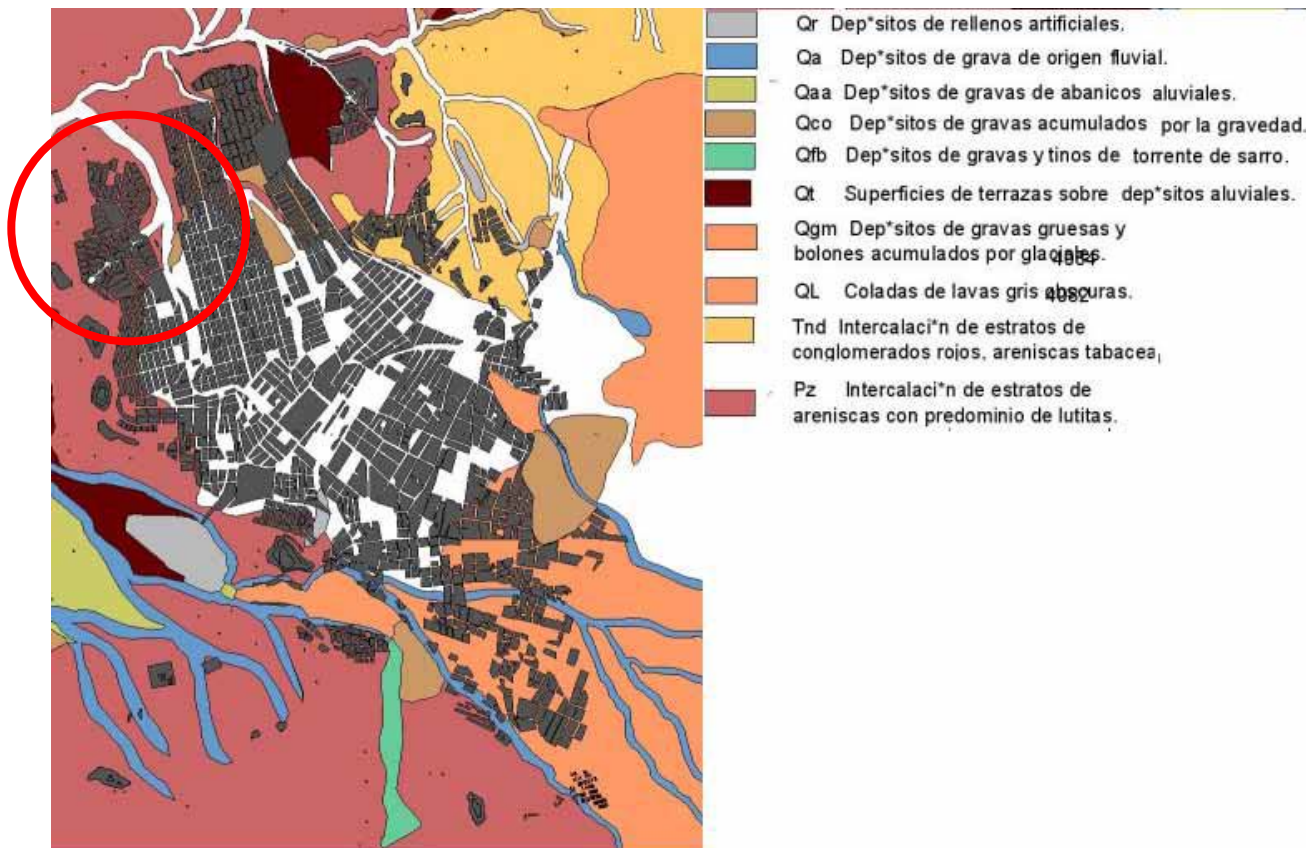 Qr Dep*sitos de rellenos artificiales.
Qa Dep*sitos de grava de origen fluvial.
Qaa Dep*sitos de gravas de abanicos aluviales.
Qco Dep*sitos de gravas acumulados por la gravedad.
Qfb Dep*sitos de gravas y tinos de torrente de sarro.
Qt Superficies de terrazas sobre dep*sitos aluviales.
Qgm Dep*sitos de gravas gruesas y
bolones acumulados por
QL Coladas de lavas gris
Tnd Intercalaci*n de estratos de
conglomerados rojos, areniscas tabacea,
Pz Intercalaci*n de estratos de
areniscas con predominio de lutitas.